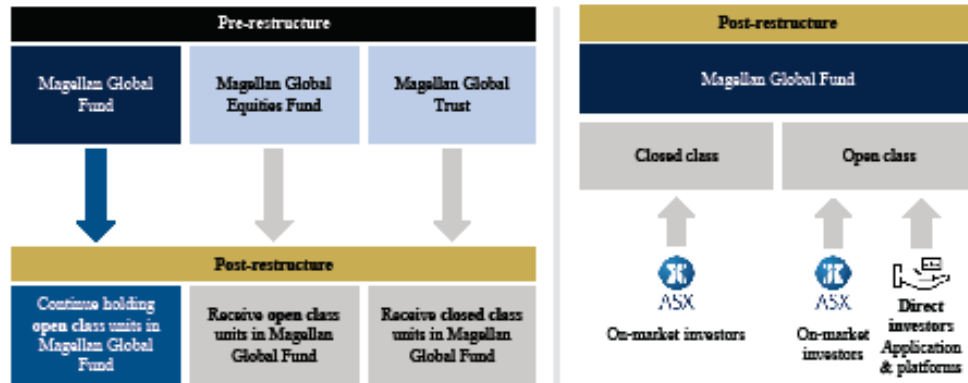 Pre-restructure
Magellan Global
Fund
Magellan Global
Equities Fund
Magellan Global
Trust
Post-restructure
Continue holding
open class units in
Magellan Global
Fund
Receive open class
units in Magellan
Global Fund
Receive closed class
units in Magellan
Global Fund
Post-restructure
Magellan Global Fund
Closed class
Open class
ASX
On-market investors
ASX
On-market
investors
Direct
investors
Application
& platforms